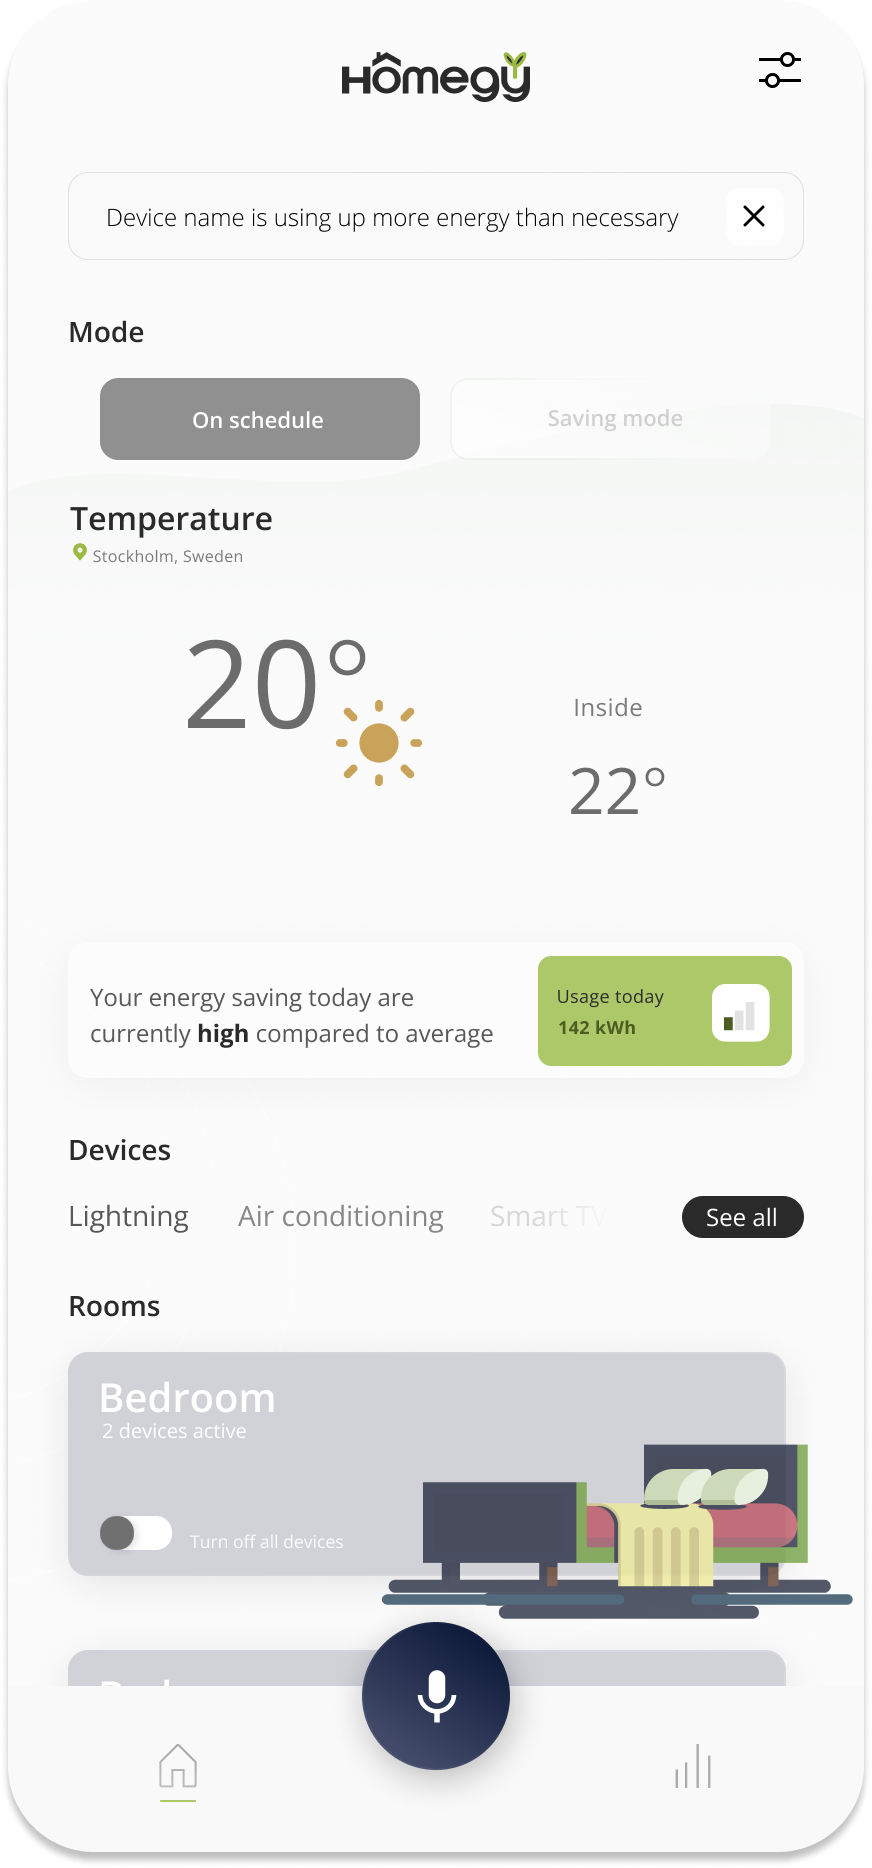 Hômegy
Device name is using up more energy than necessary
Mode
On schedule
Saving mode
Temperature
Stockholm, Sweden
20°
Inside
22°
Your energy saving today are
currently high compared to average
Usage today
142 kWh
Devices
Lightning
Air conditioning
Smart TV
See all
Rooms
Bedroom
2 devices active
Turn off all devices